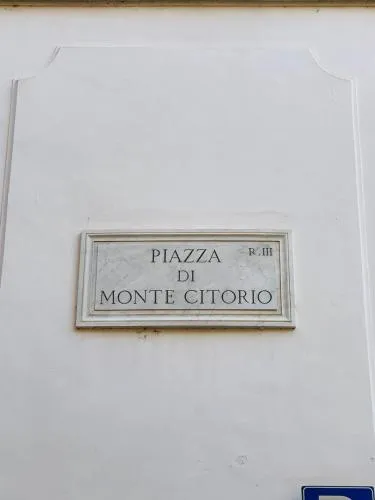 PIAZZA R. III
DI
MONTE CITORIO